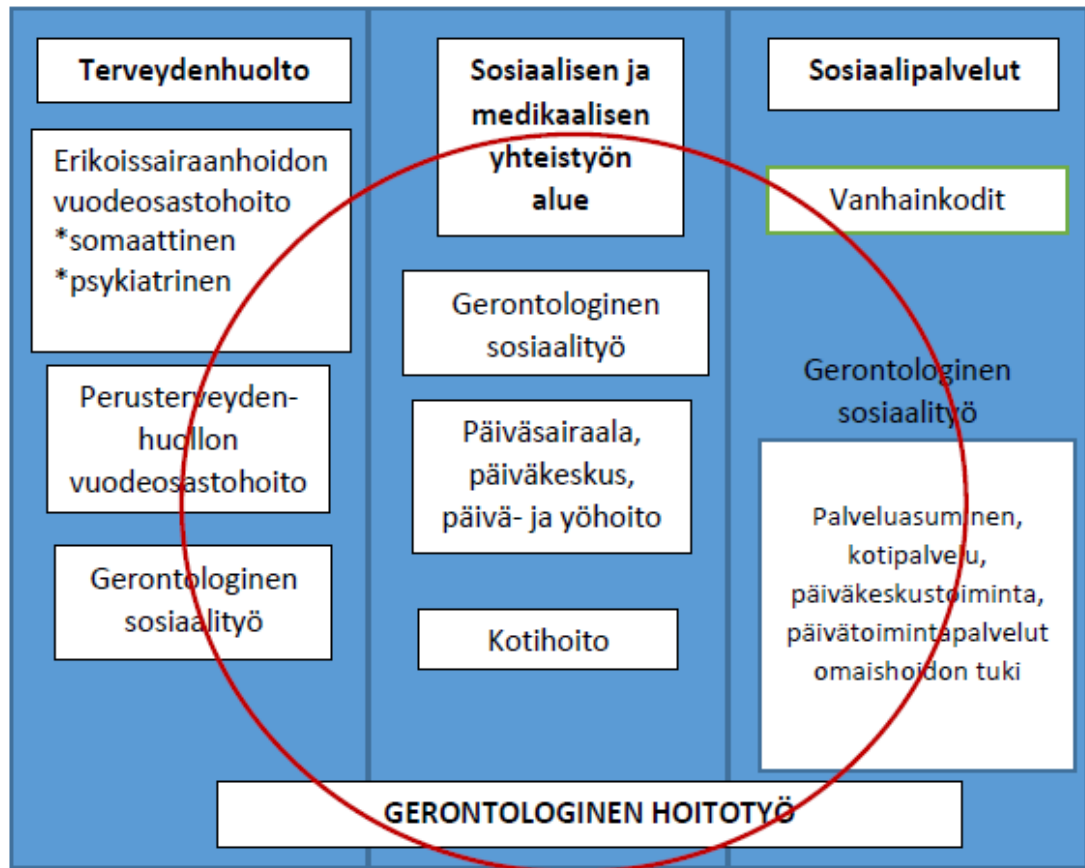 Terveydenhuolto
Erikoissairaanhoidon
vuodeosastohoito
*somaattinen
*psykiatrinen
Perusterveyden-
huollon
vuodeosastohoito
Gerontologinen
sosiaalityö
Sosiaalisen ja
medikaalisen
yhteistyön
alue
Gerontologinen
sosiaalityö
Päiväsairaala,
päiväkeskus,
päivä- ja yöhoito
Kotihoito
Sosiaalipalvelut
Vanhainkodit
Gerontologinen
sosiaalityö
Palveluasuminen,
kotipalvelu,
päiväkeskustoiminta,
päivätoimintapalvelut
omaishoidon tuki
GERONTOLOGINEN HOITOTYÖ